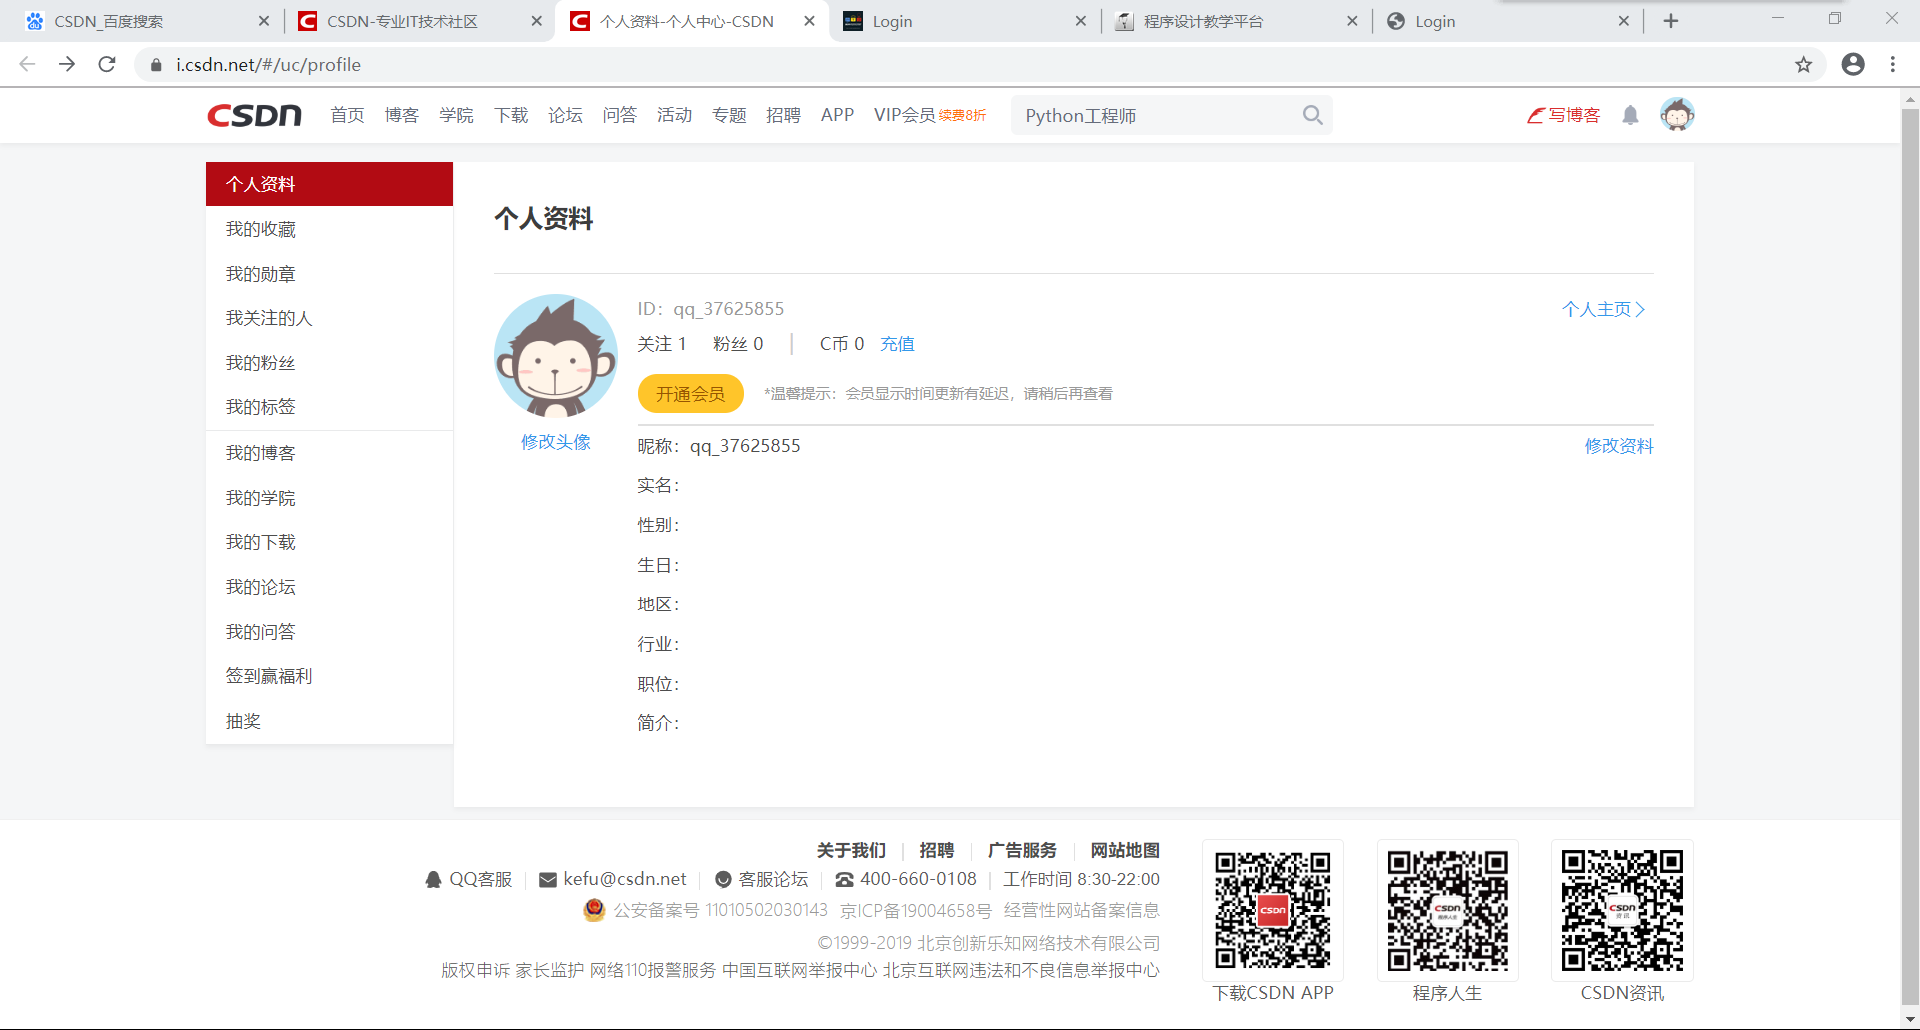 CSDN_百度搜索
CSDN-专业IT技术社区
个人资料-个人中心-CSDN
Login
程序设计教学平台
Login
i.csdn.net/#/uc/profile
CSDN 首页 博客 学院 下载 论坛 问答 活动 专题 招聘 APP VIP会员 续费8折 Python工程师 写博客
个人资料
我的收藏
我的勋章
我关注的人
我的粉丝
我的标签
我的博客
我的学院
我的下载
我的论坛
我的问答
签到赢福利
抽奖
个人资料
ID：qq_37625855 个人主页
关注 1 粉丝 0 C币 0 充值
开通会员 *温馨提示：会员显示时间更新有延迟，请稍后再查看
修改头像
昵称：qq_37625855 修改资料
实名：
性别：
生日：
地区：
行业：
职位：
简介：
关于我们 招聘 广告服务 网站地图
QQ客服 kefu@csdn.net 客服论坛 400-660-0108 工作时间 8:30-22:00
公安备案号 11010502030143 京ICP备19004658号 经营性网站备案信息
©1999-2019 北京创新乐知网络技术有限公司
版权申诉 家长监护 网络110报警服务 中国互联网举报中心 北京互联网违法和不良信息举报中心
CSDN
下载CSDN APP
CSDN
程序人生
程序人生
CSDN
资讯
CSDN资讯